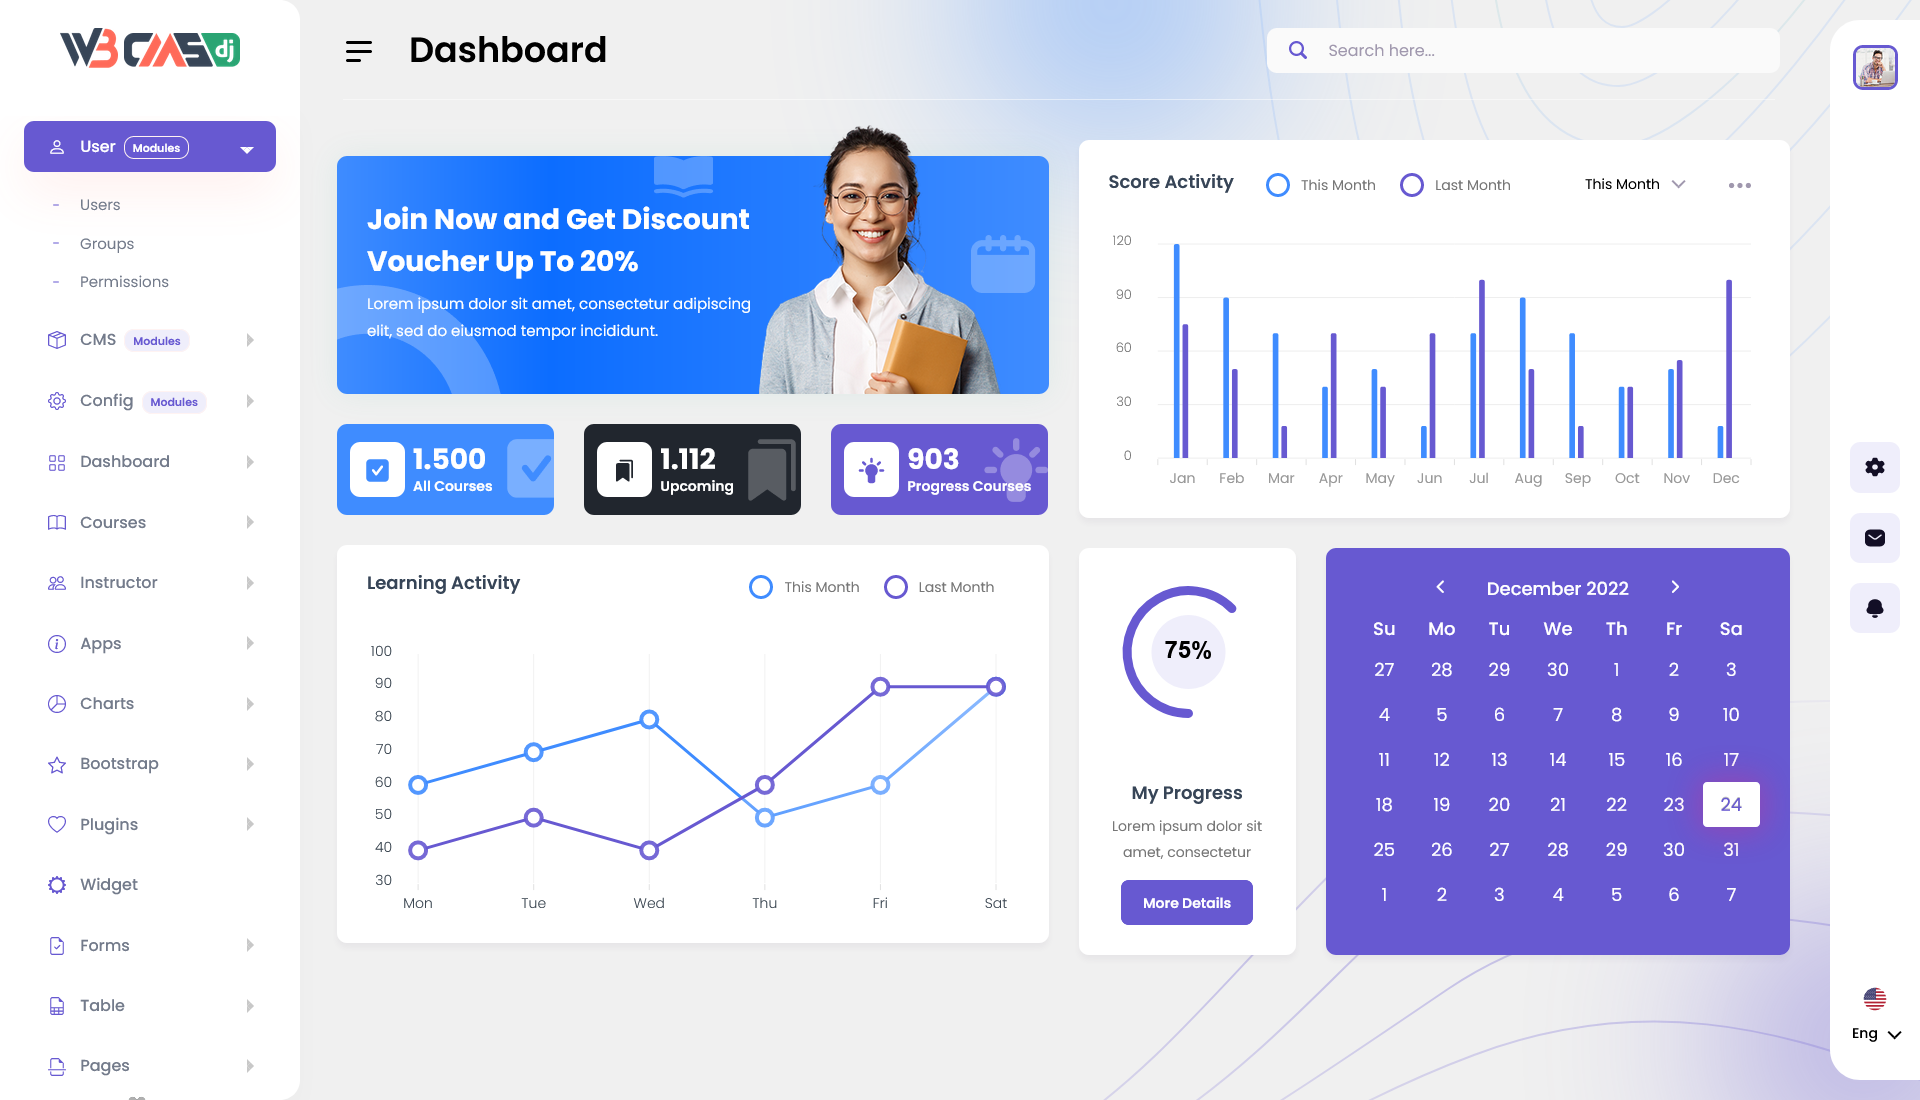 W3CMSdj
Dashboard
Search here...
User Modules
- Users
- Groups
- Permissions
CMS Modules
Config Modules
Dashboard
Courses
Instructor
Apps
Charts
Bootstrap
Plugins
Widget
Forms
Table
Pages
Join Now and Get Discount
Voucher Up To 20%
Lorem ipsum dolor sit amet, consectetur adipiscing
elit, sed do eiusmod tempor incididunt.
1.500
All Courses
1.112
Upcoming
903
Progress Courses
Score Activity
This Month
Last Month
This Month
120
90
60
30
0
Jan Feb Mar Apr May Jun Jul Aug Sep Oct Nov Dec
Learning Activity
This Month
Last Month
100
90
80
70
60
50
40
30
Mon Tue Wed Thu Fri Sat
75%
My Progress
Lorem ipsum dolor sit
amet, consectetur
More Details
December 2022
Su Mo Tu We Th Fr Sa
27 28 29 30 1 2 3
4 5 6 7 8 9 10
11 12 13 14 15 16 17
18 19 20 21 22 23 24
25 26 27 28 29 30 31
1 2 3 4 5 6 7
Eng